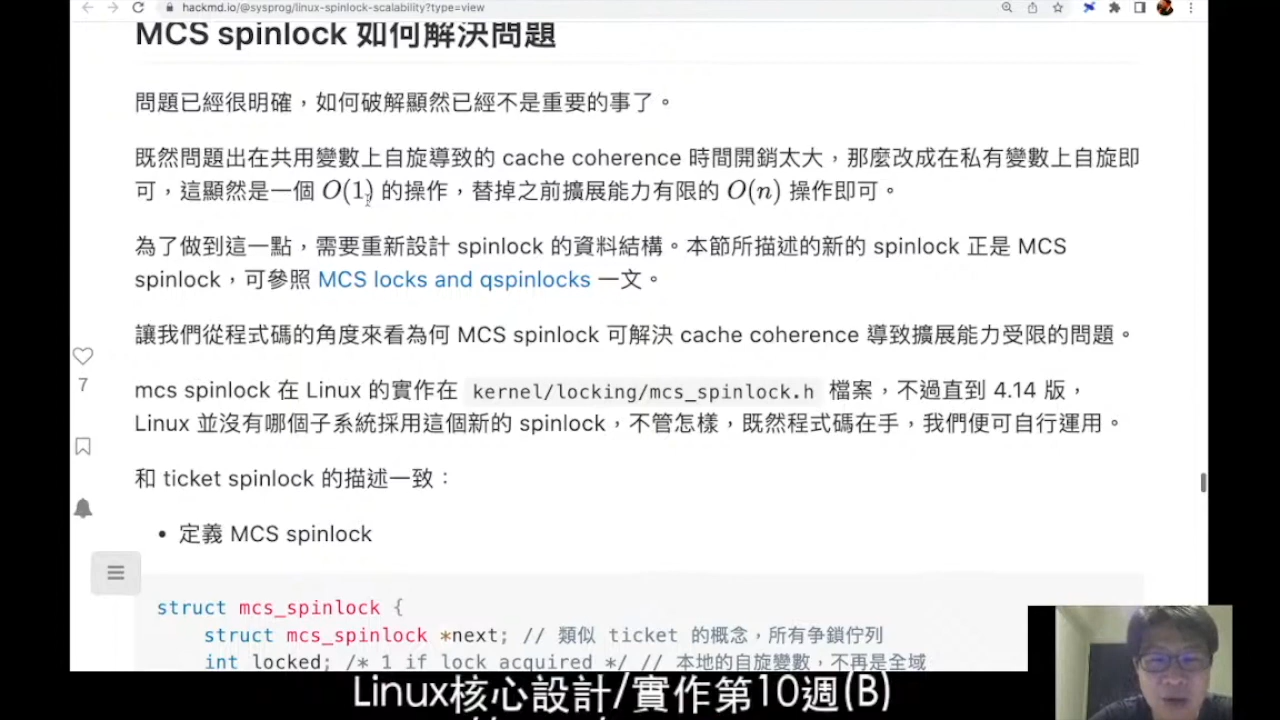 hackmd.io/@sysprog/linux-spinlock-scalability?type=view
MCS spinlock 如何解決問題
問題已經很明確，如何破解顯然已經不是重要的事了。
既然問題出在共用變數上自旋導致的 cache coherence 時間開銷太大，那麼改成在私有變數上自旋即
可，這顯然是一個 O(1) 的操作，替掉之前擴展能力有限的 O(n) 操作即可。
為了做到這一點，需要重新設計 spinlock 的資料結構。本節所描述的新的 spinlock 正是 MCS
spinlock，可參照 MCS locks and qspinlocks 一文。
讓我們從程式碼的角度來看為何 MCS spinlock 可解決 cache coherence 導致擴展能力受限的問題。
7
mcs spinlock 在 Linux 的實作在 kernel/locking/mcs_spinlock.h 檔案，不過直到 4.14 版，
Linux 並沒有哪個子系統採用這個新的 spinlock，不管怎樣，既然程式碼在手，我們便可自行運用。
和 ticket spinlock 的描述一致：
• 定義 MCS spinlock
struct mcs_spinlock {
struct mcs_spinlock *next; // 類似 ticket 的概念，所有爭鎖佇列
int locked; /* 1 if lock acquired */ // 本地的自旋變數，不再是全域
Linux核心設計/實作第10週(B)